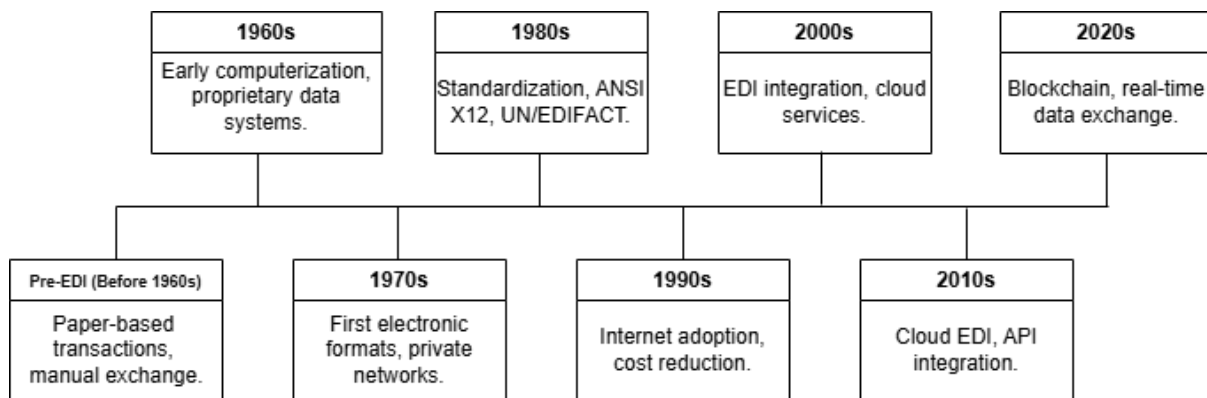 1960s
Early computerization,
proprietary data
systems.
1980s
Standardization, ANSI
X12, UN/EDIFACT.
2000s
EDI integration, cloud
services.
2020s
Blockchain, real-time
data exchange.
Pre-EDI (Before 1960s)
Paper-based
transactions,
manual exchange.
1970s
First electronic
formats, private
networks.
1990s
Internet adoption,
cost reduction.
2010s
Cloud EDI, API
integration.